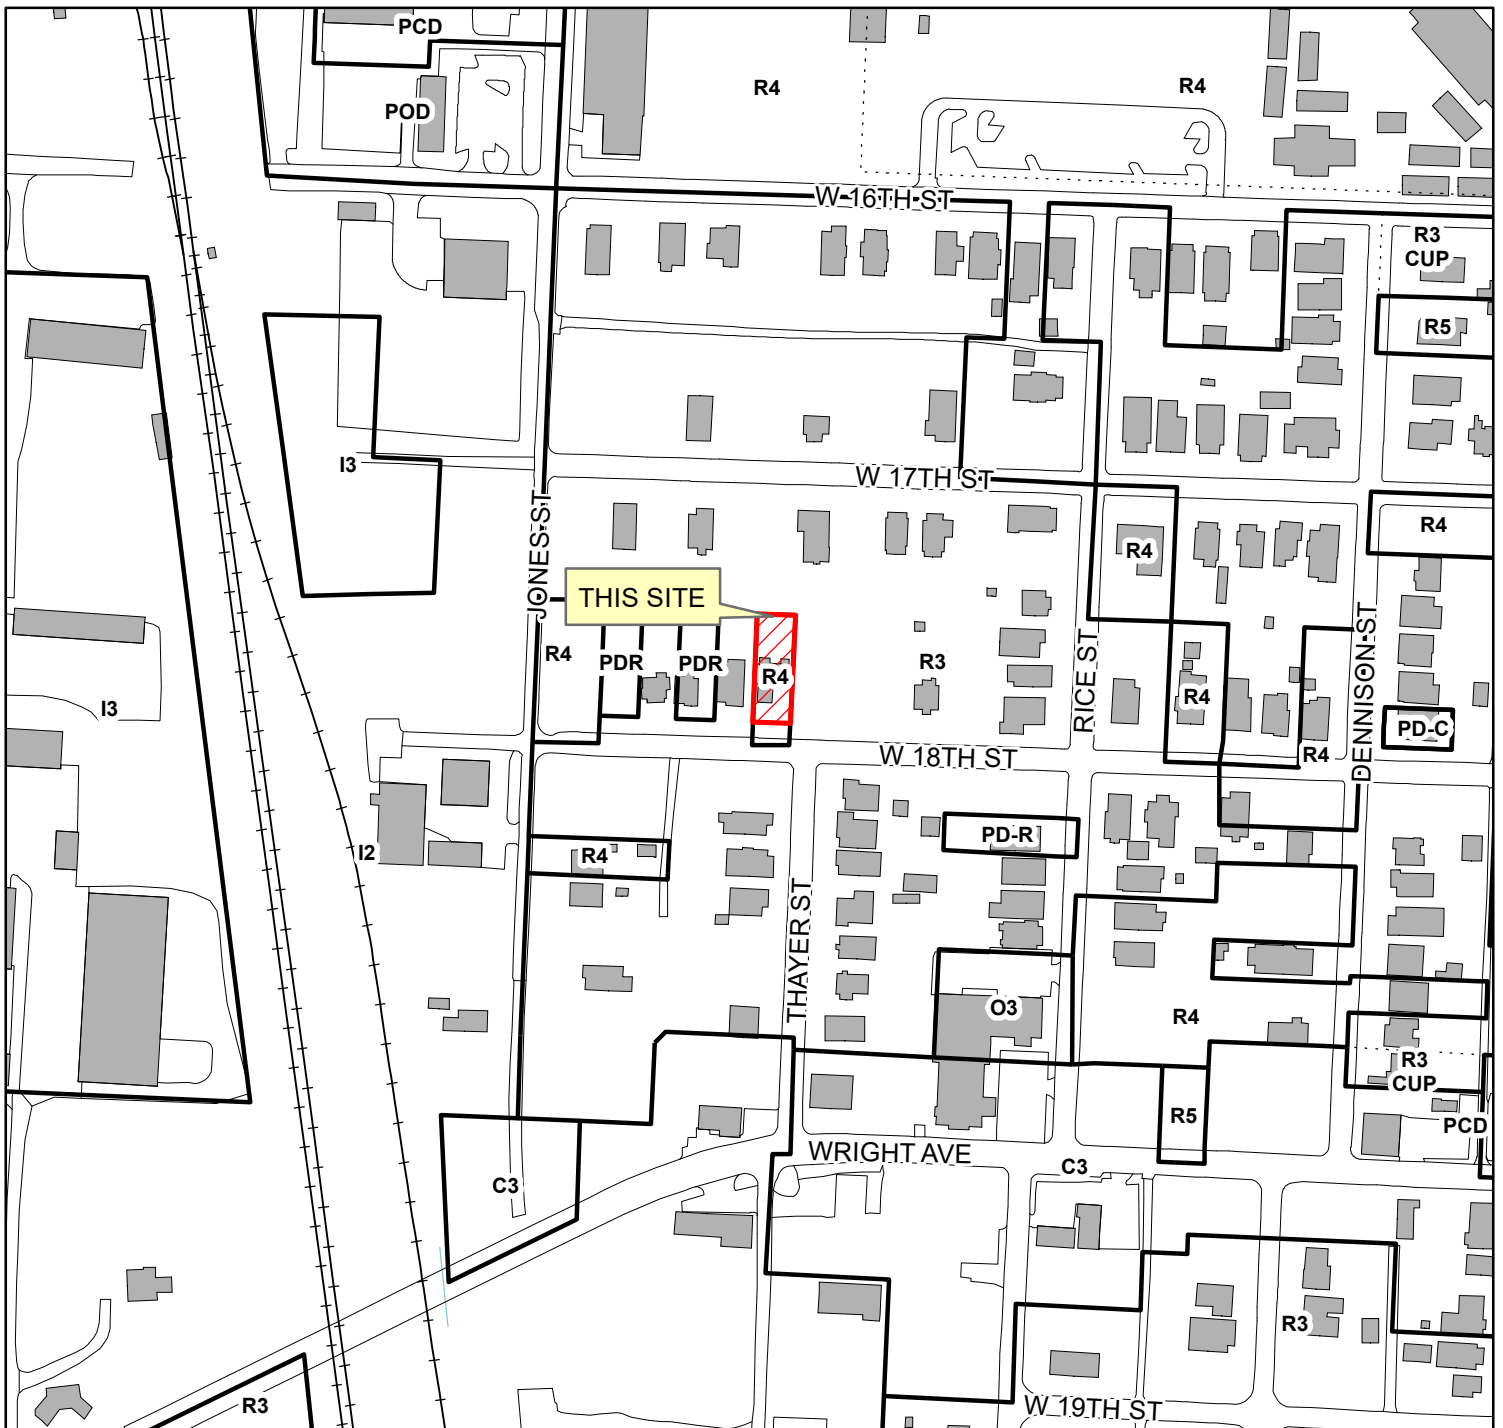 PCD
R4
R4
POD
W 16TH ST
R3
CUP
R5
I3
W 17TH ST
R4
R4
JONES ST
THIS SITE
R4
PDR
PDR
R4
R3
RICE ST
R4
DENNISON ST
I3
PD-C
W 18TH ST
R4
PD-R
I2
R4
THAYER ST
O3
R4
R3
CUP
R5
PCD
WRIGHT AVE
C3
C3
R3
R3
W 19TH ST